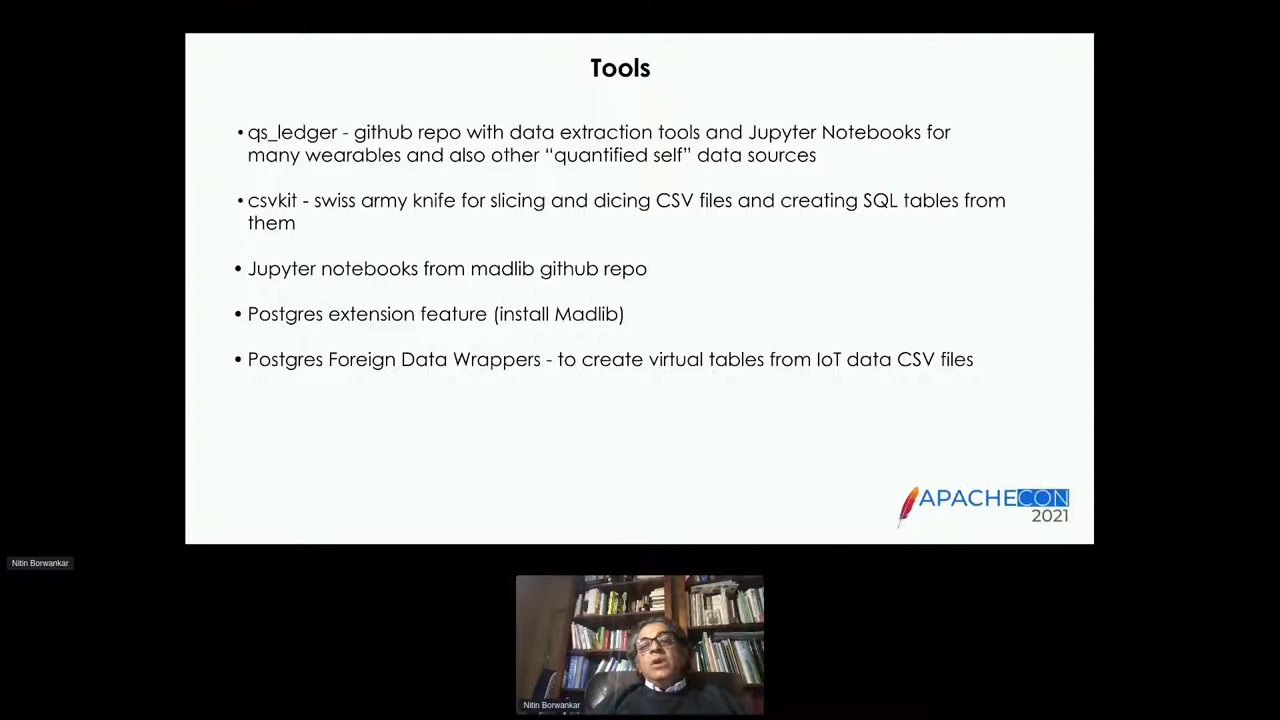 Tools
• qs_ledger - github repo with data extraction tools and Jupyter Notebooks for
many wearables and also other “quantified self” data sources
• csvkit - swiss army knife for slicing and dicing CSV files and creating SQL tables from
them
• Jupyter notebooks from madlib github repo
• Postgres extension feature (install Madlib)
• Postgres Foreign Data Wrappers - to create virtual tables from IoT data CSV files
APACHECON
2021
Nitin Borwankar
Nitin Borwankar